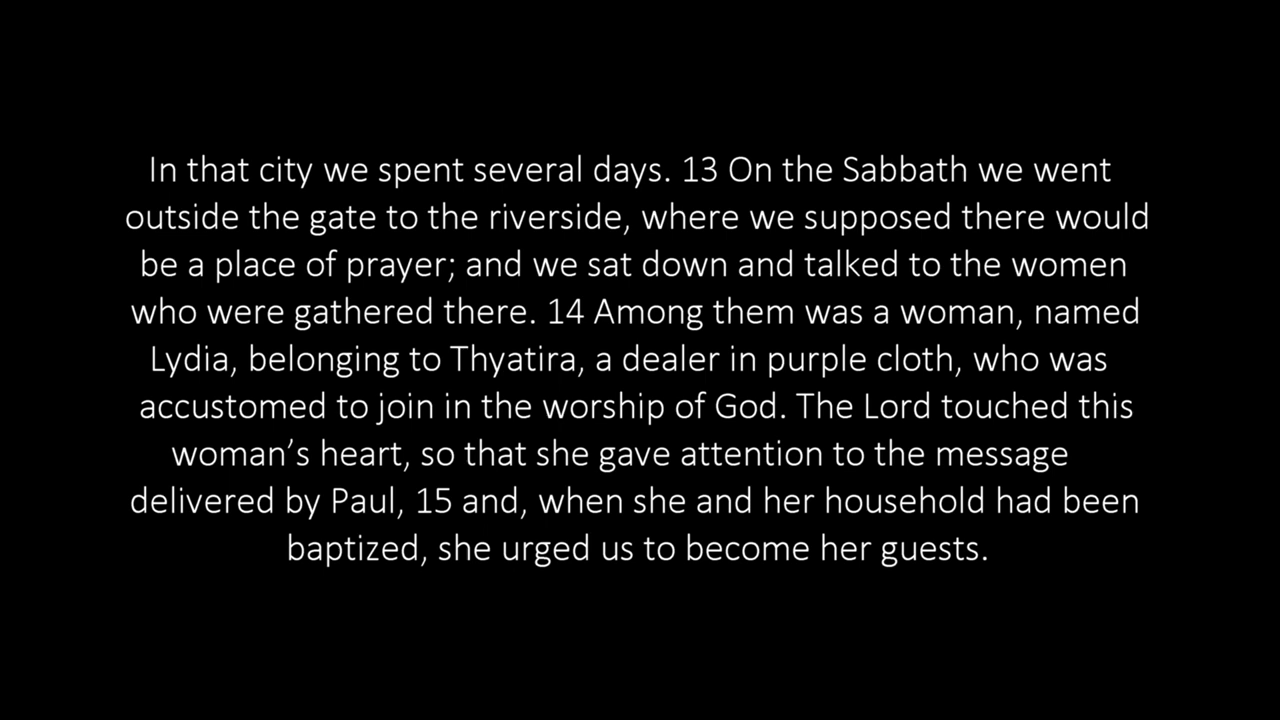 In that city we spent several days. 13 On the Sabbath we went
outside the gate to the riverside, where we supposed there would
be a place of prayer; and we sat down and talked to the women
who were gathered there. 14 Among them was a woman, named
Lydia, belonging to Thyatira, a dealer in purple cloth, who was
accustomed to join in the worship of God. The Lord touched this
woman’s heart, so that she gave attention to the message
delivered by Paul, 15 and, when she and her household had been
baptized, she urged us to become her guests.